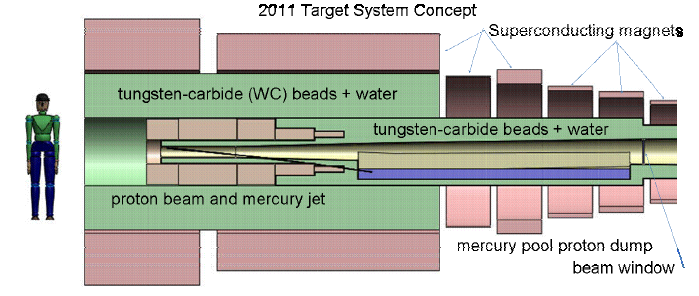 2011 Target System Concept
Superconducting magnets
tungsten-carbide (WC) beads + water
tungsten-carbide beads + water
proton beam and mercury jet
mercury pool proton dump
beam window